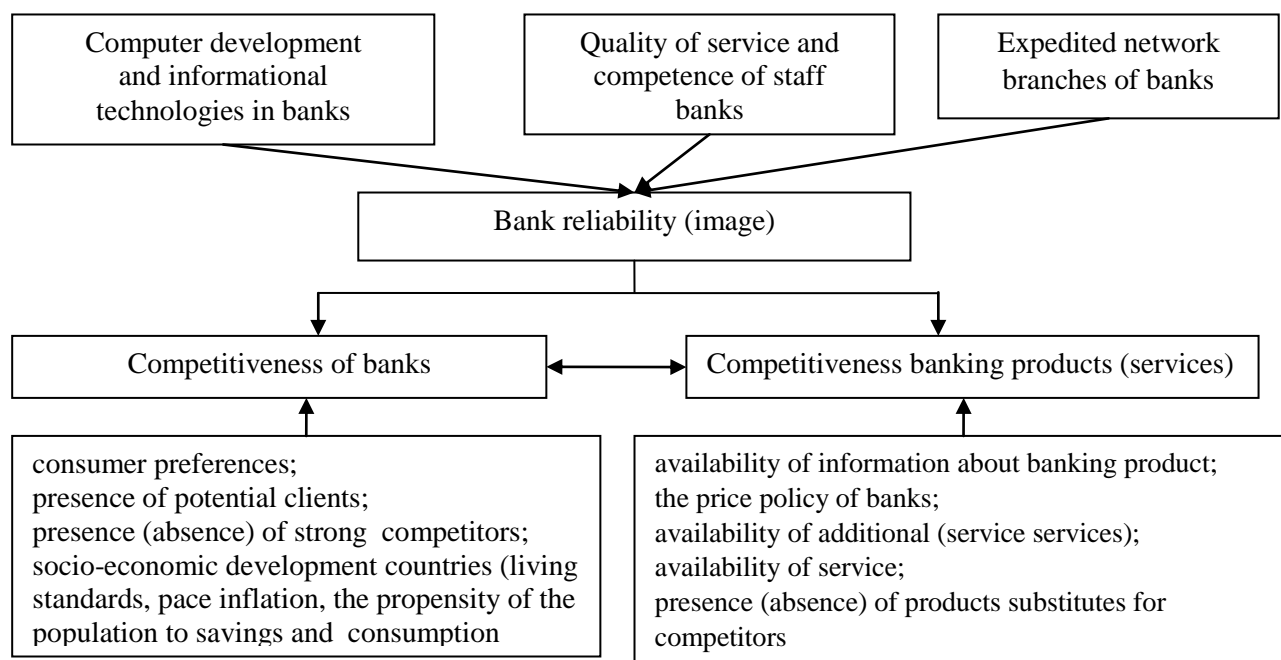 Computer development
and informational
technologies in banks
Quality of service and
competence of staff
banks
Expedited network
branches of banks
Bank reliability (image)
Competitiveness of banks
Competitiveness banking products (services)
consumer preferences;
presence of potential clients;
presence (absence) of strong competitors;
socio-economic development countries (living
standards, pace inflation, the propensity of the
population to savings and consumption
availability of information about banking product;
the price policy of banks;
availability of additional (service services);
availability of service;
presence (absence) of products substitutes for
competitors